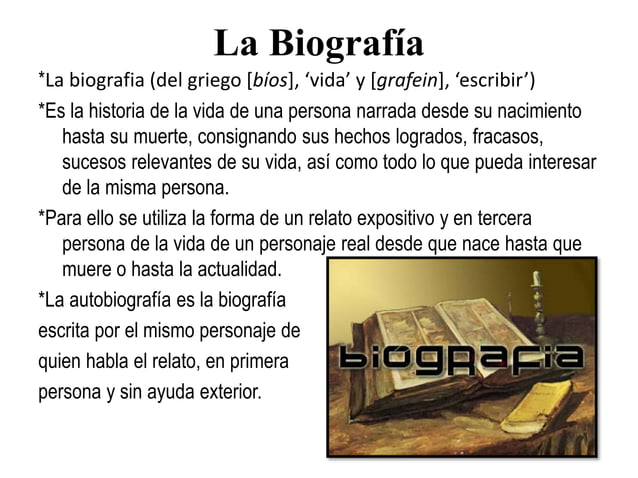 La Biografía
*La biografia (del griego [bíos], ‘vida’ y [grafein], ‘escribir’)
*Es la historia de la vida de una persona narrada desde su nacimiento
hasta su muerte, consignando sus hechos logrados, fracasos,
sucesos relevantes de su vida, así como todo lo que pueda interesar
de la misma persona.
*Para ello se utiliza la forma de un relato expositivo y en tercera
persona de la vida de un personaje real desde que nace hasta que
muere o hasta la actualidad.
*La autobiografía es la biografía
escrita por el mismo personaje de
quien habla el relato, en primera
persona y sin ayuda exterior.
biografia